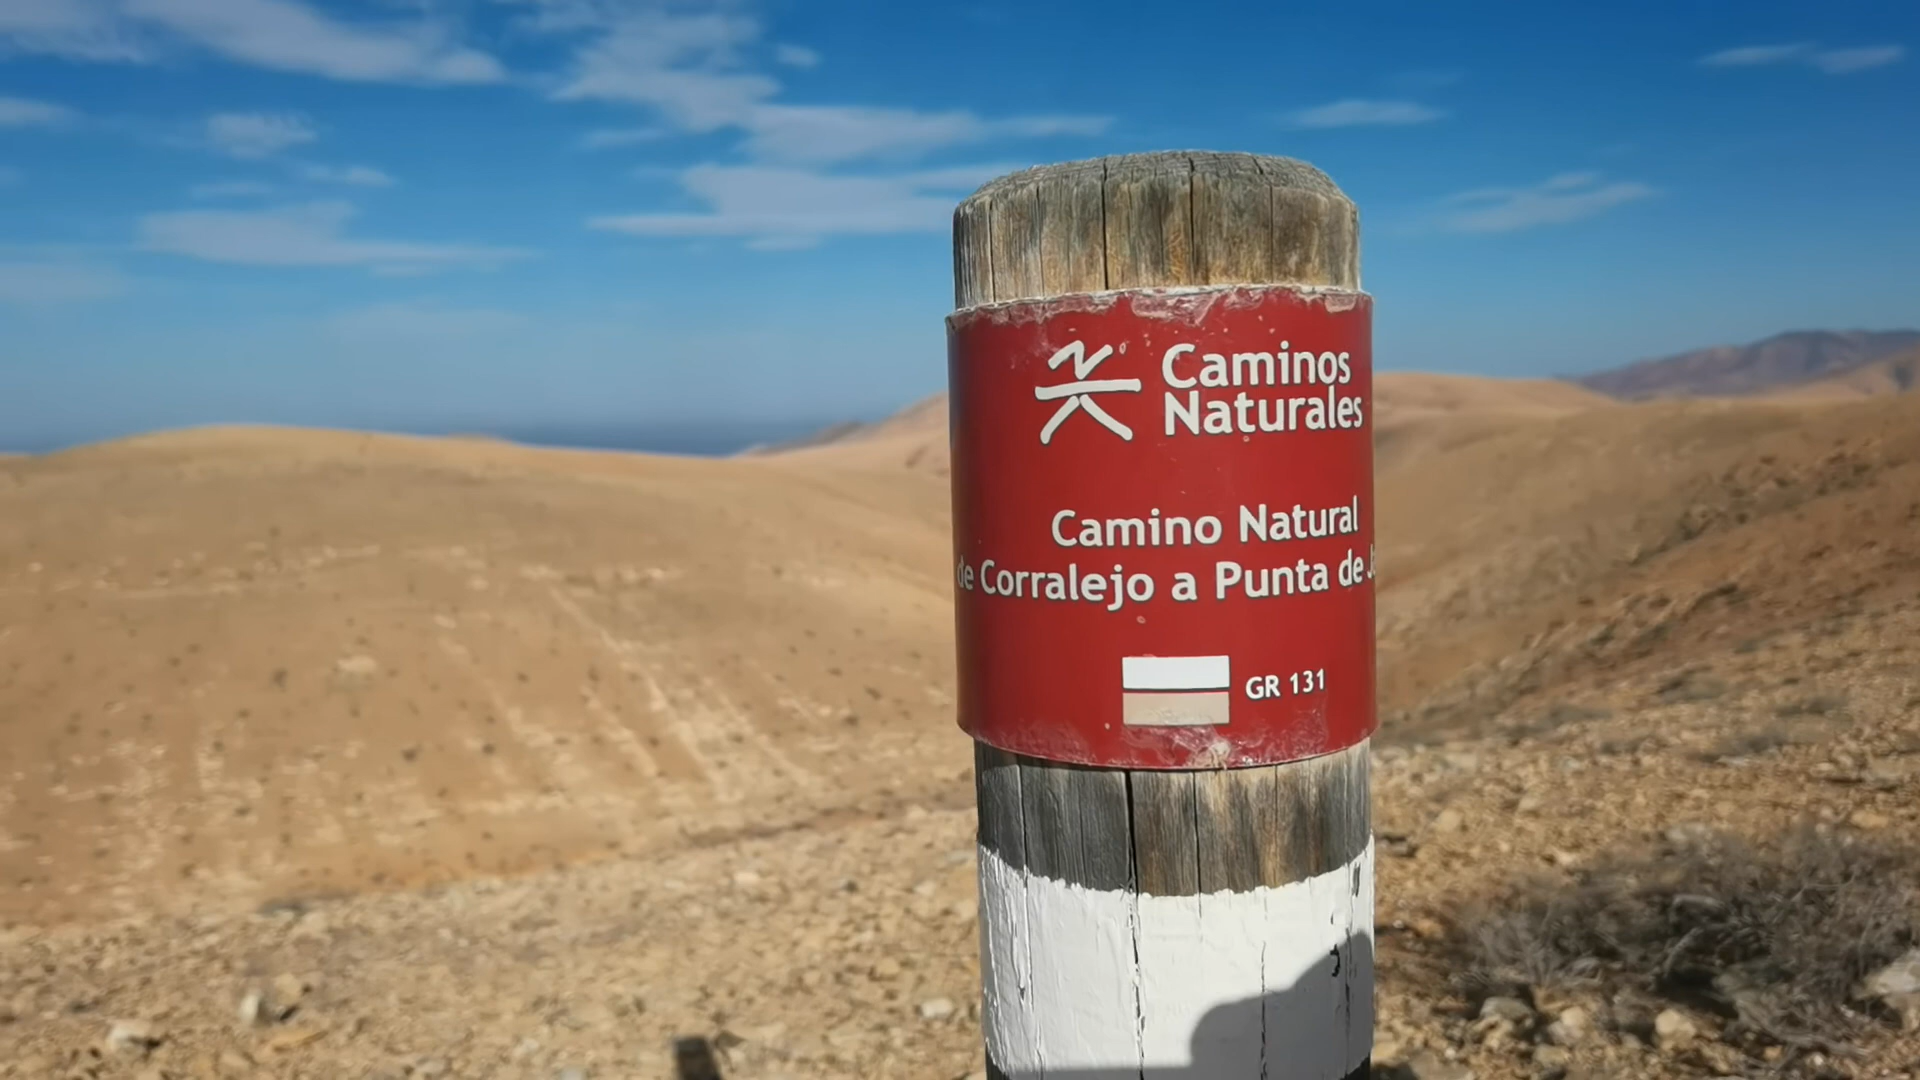 Caminos
Naturales
Camino Natural
de Corralejo a Punta de
GR 131